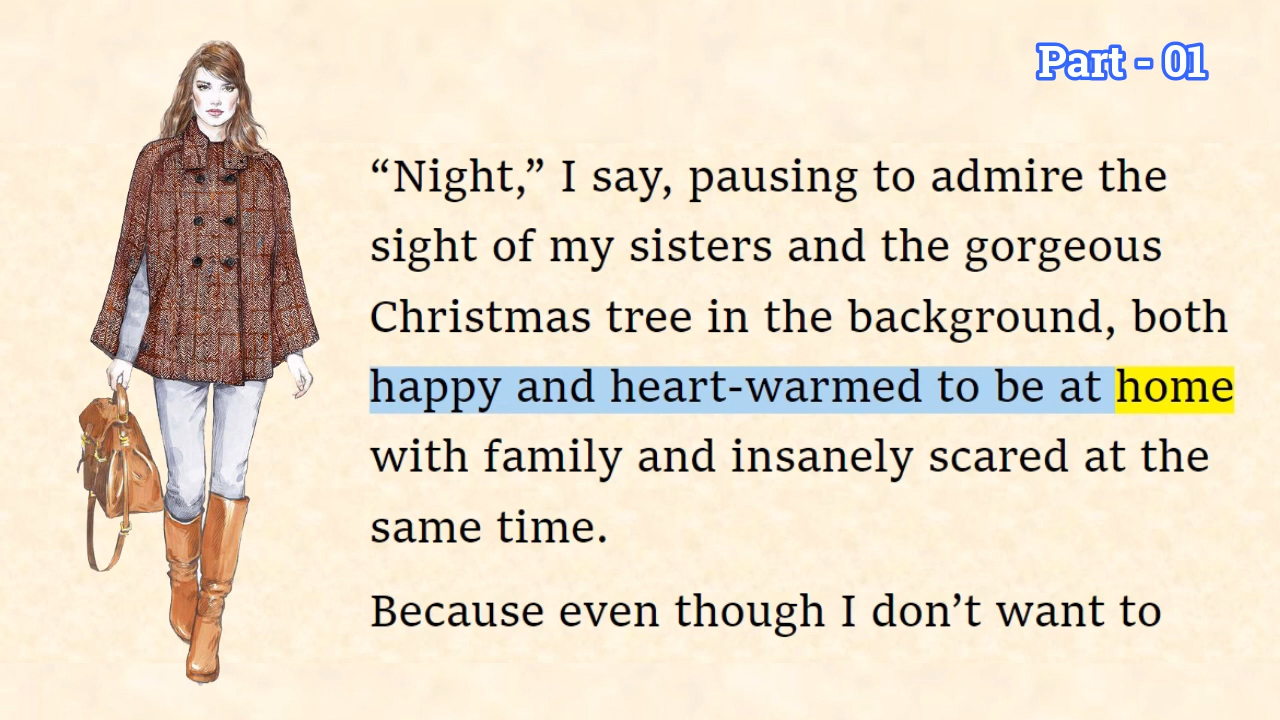 Part - 01
“Night,” I say, pausing to admire the
sight of my sisters and the gorgeous
Christmas tree in the background, both
happy and heart-warmed to be at home
with family and insanely scared at the
same time.
Because even though I don’t want to